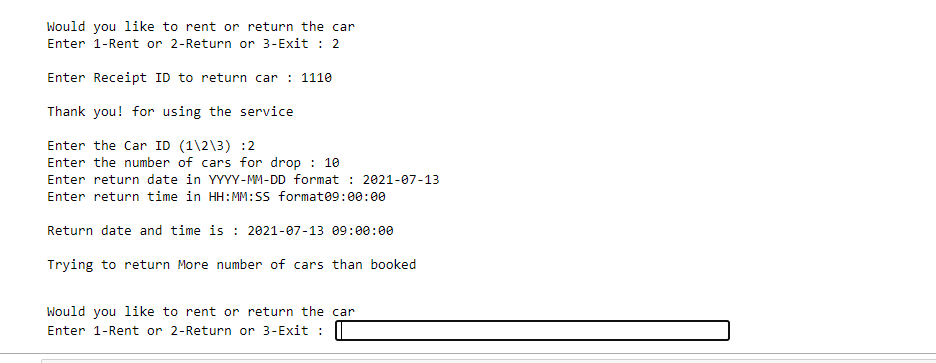 Would you like to rent or return the car
Enter 1-Rent or 2-Return or 3-Exit : 2
Enter Receipt ID to return car : 1110
Thank you! for using the service
Enter the Car ID (1\2\3) :2
Enter the number of cars for drop : 10
Enter return date in YYYY-MM-DD format : 2021-07-13
Enter return time in HH:MM:SS format09:00:00
Return date and time is : 2021-07-13 09:00:00
Trying to return More number of cars than booked
Would you like to rent or return the car
Enter 1-Rent or 2-Return or 3-Exit :